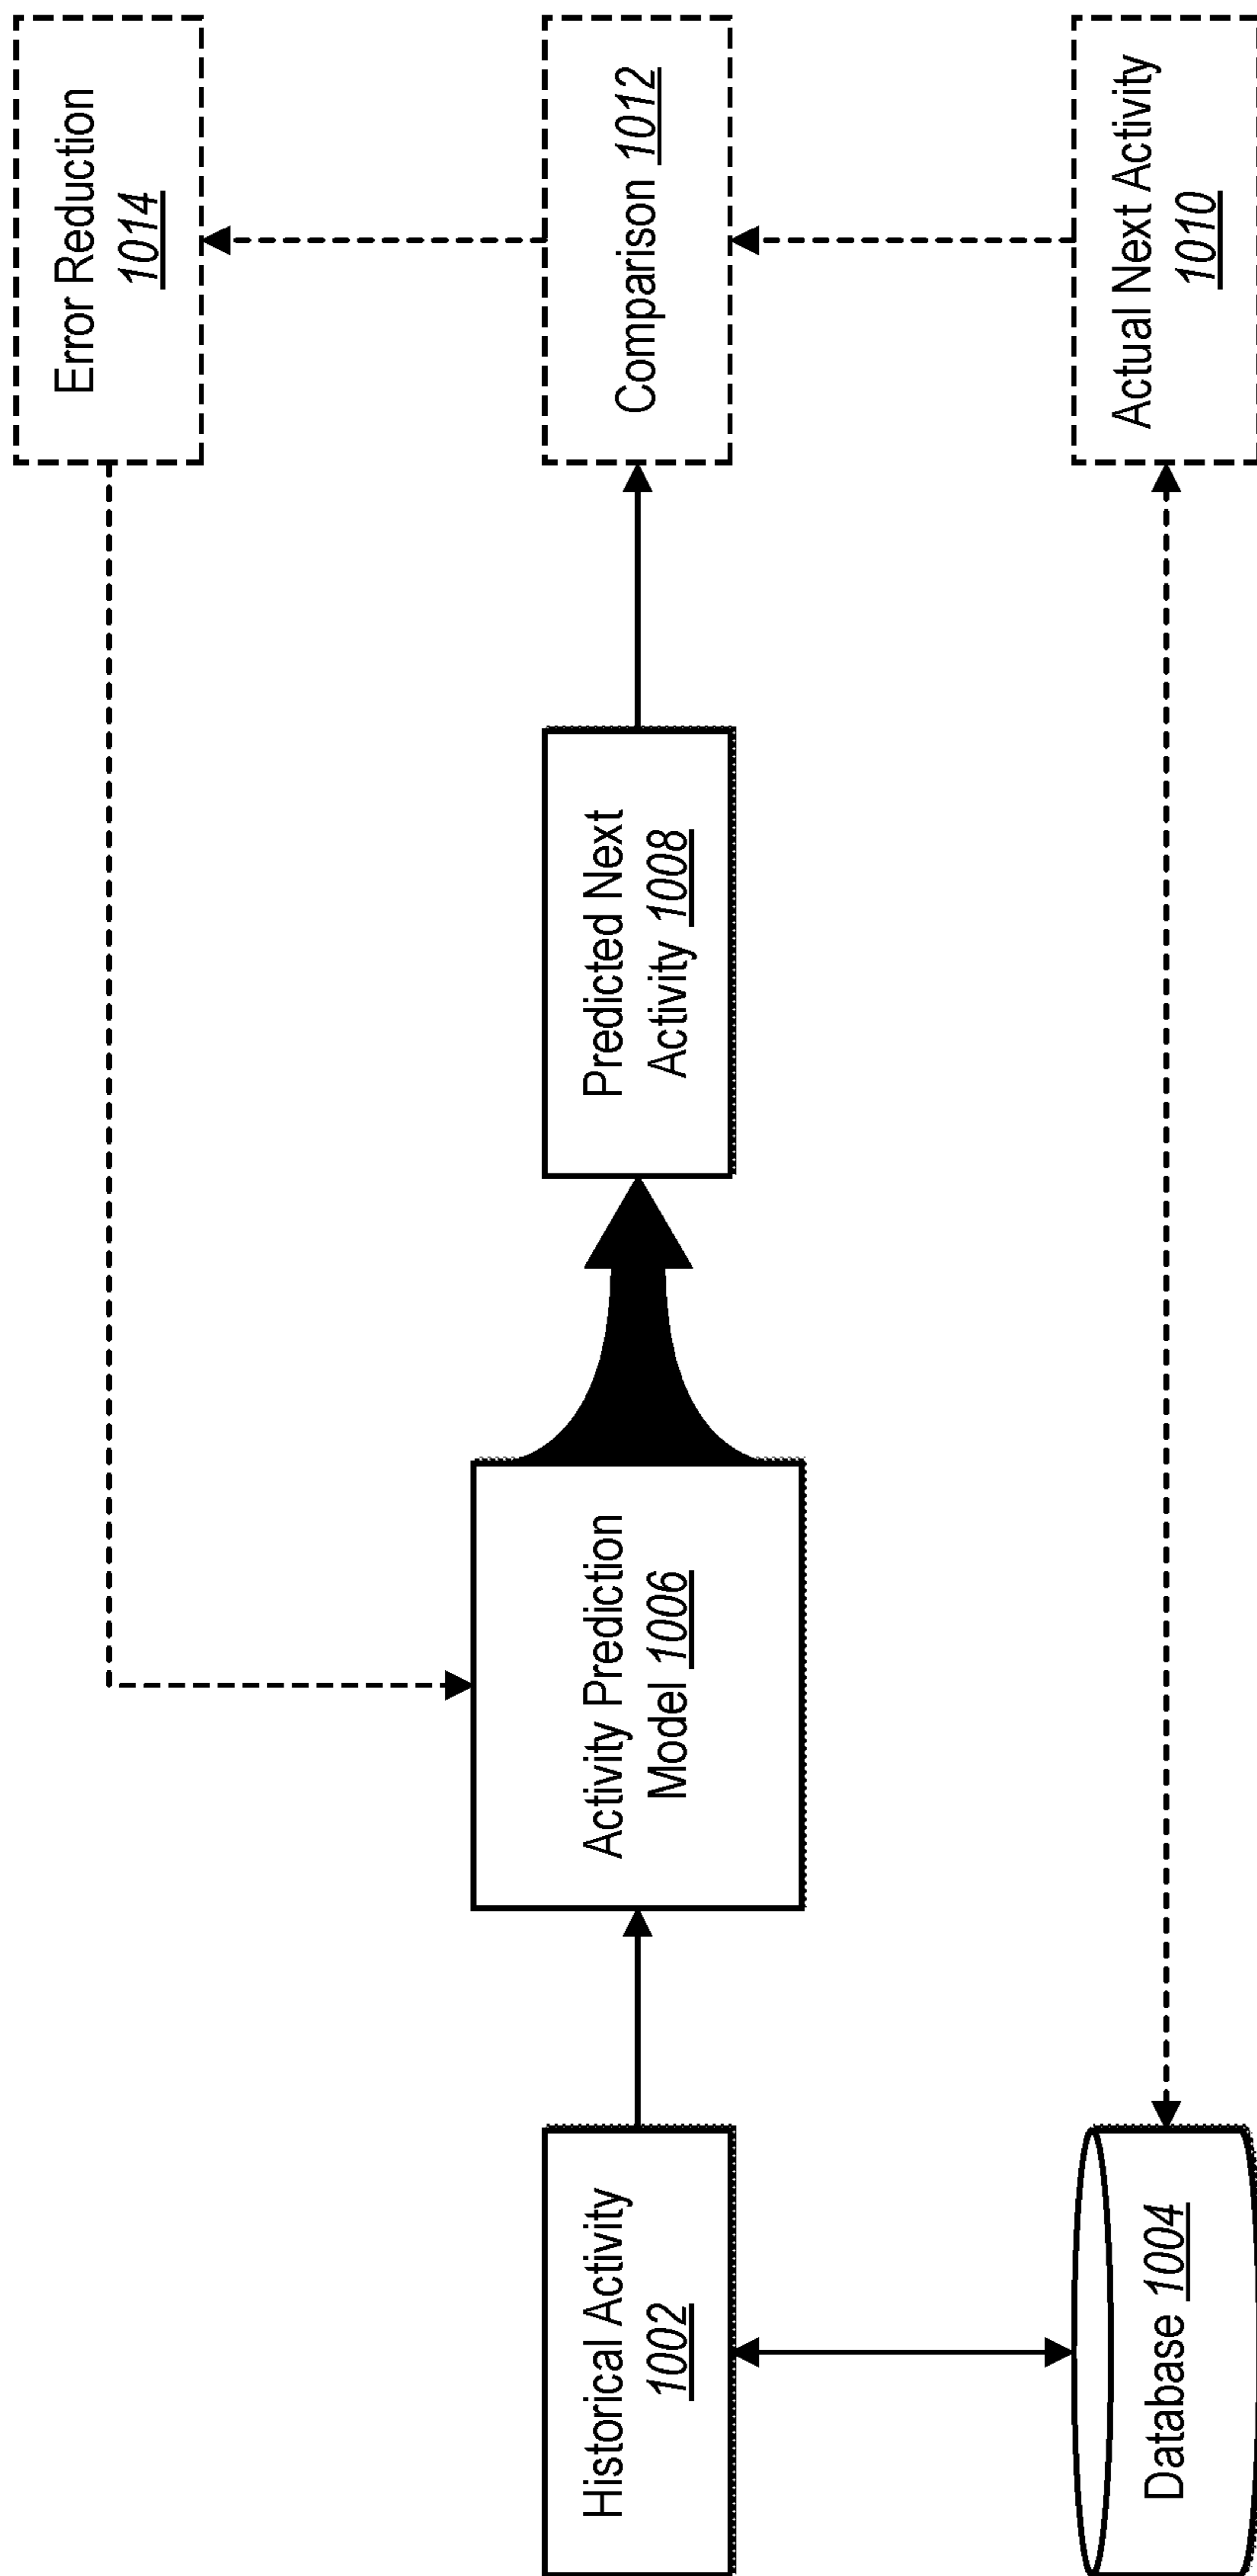 Historical Activity
1002
Database 1004
Activity Prediction
Model 1006
Predicted Next
Activity 1008
Error Reduction
1014
Comparison 1012
Actual Next Activity
1010